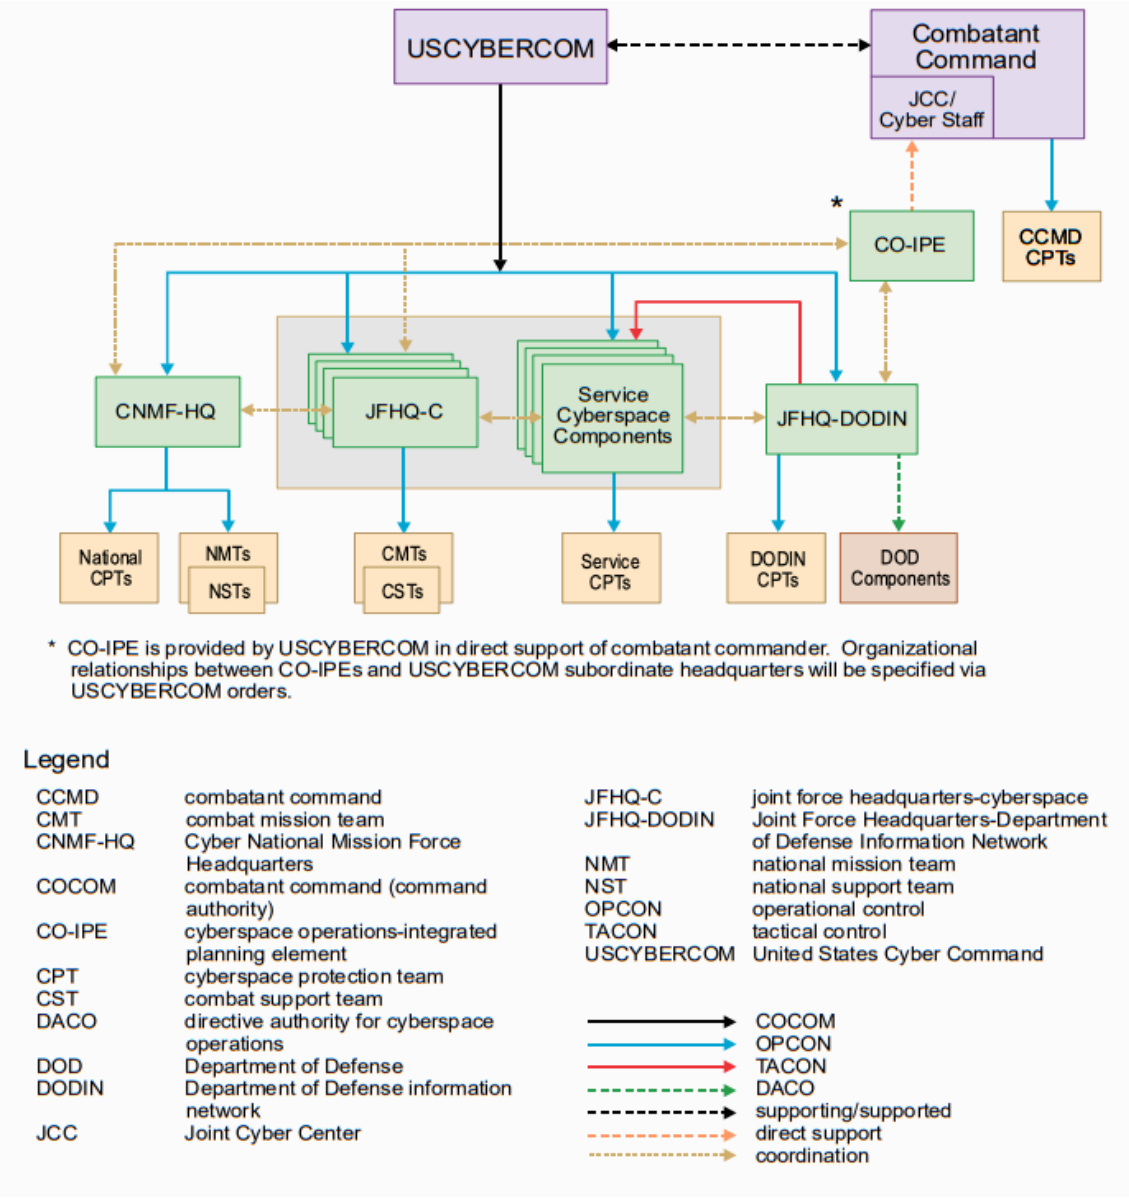 USCYBERCOM
Combatant
Command
JCC/
Cyber Staff
*
CO-IPE
CCMD
CPTs
CNMF-HQ
JFHQ-C
Service
Cyberspace
Components
JFHQ-DODIN
National
CPTs
NMTs
NSTs
CMTs
CSTs
Service
CPTs
DODIN
CPTs
DOD
Components
* CO-IPE is provided by USCYBERCOM in direct support of combatant commander. Organizational
relationships between CO-IPEs and USCYBERCOM subordinate headquarters will be specified via
USCYBERCOM orders.
Legend
CCMD combatant command
CMT combat mission team
CNMF-HQ Cyber National Mission Force
Headquarters
COCOM combatant command (command
authority)
CO-IPE cyberspace operations-integrated
planning element
CPT cyberspace protection team
CST combat support team
DACO directive authority for cyberspace
operations
DOD Department of Defense
DODIN Department of Defense information
network
JCC Joint Cyber Center
JFHQ-C joint force headquarters-cyberspace
JFHQ-DODIN Joint Force Headquarters-Department
of Defense Information Network
NMT national mission team
NST national support team
OPCON operational control
TACON tactical control
USCYBERCOM United States Cyber Command
COCOM
OPCON
TACON
DACO
supporting/supported
direct support
coordination